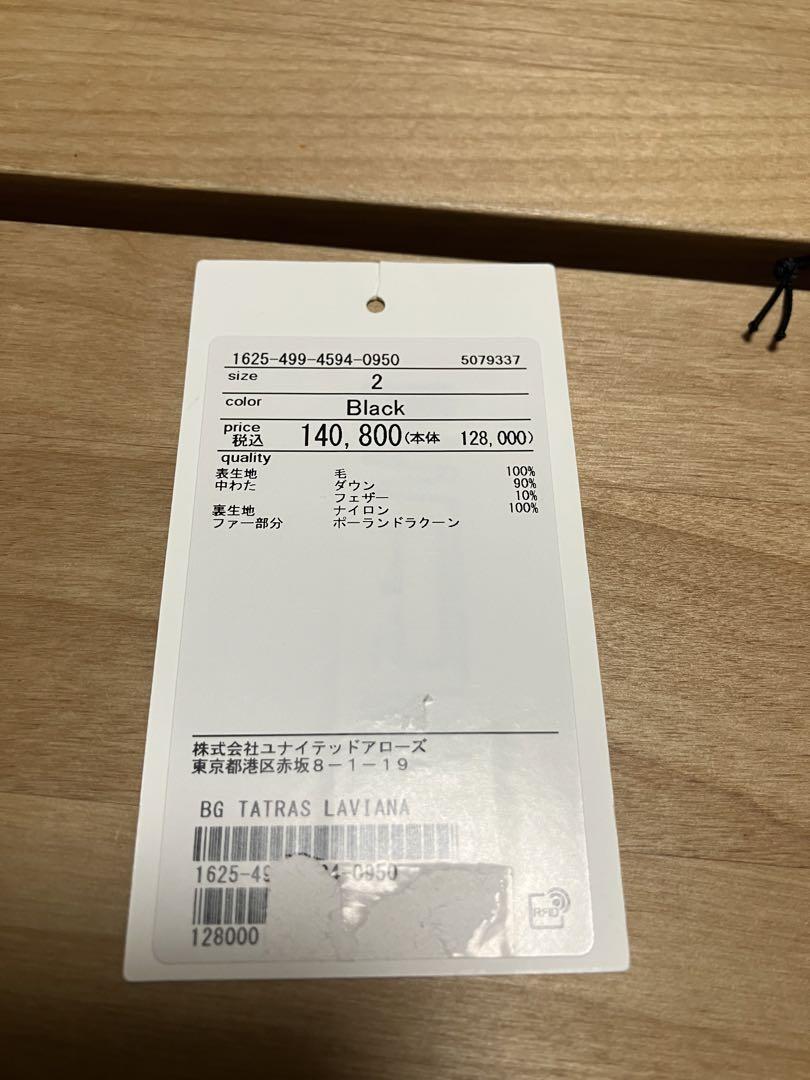 1625-499-4594-0950 5079337
size 2
color Black
price 税込 140,800(本体 128,000)
quality
表生地 毛 100%
中わた ダウン 90%
フェザー 10%
裏生地 ナイロン 100%
ファー部分 ポーランドラクーン
株式会社ユナイテッドアローズ
東京都港区赤坂8-1-19
BG TATRAS LAVIANA
1625-49 94-0950
128000
RFID